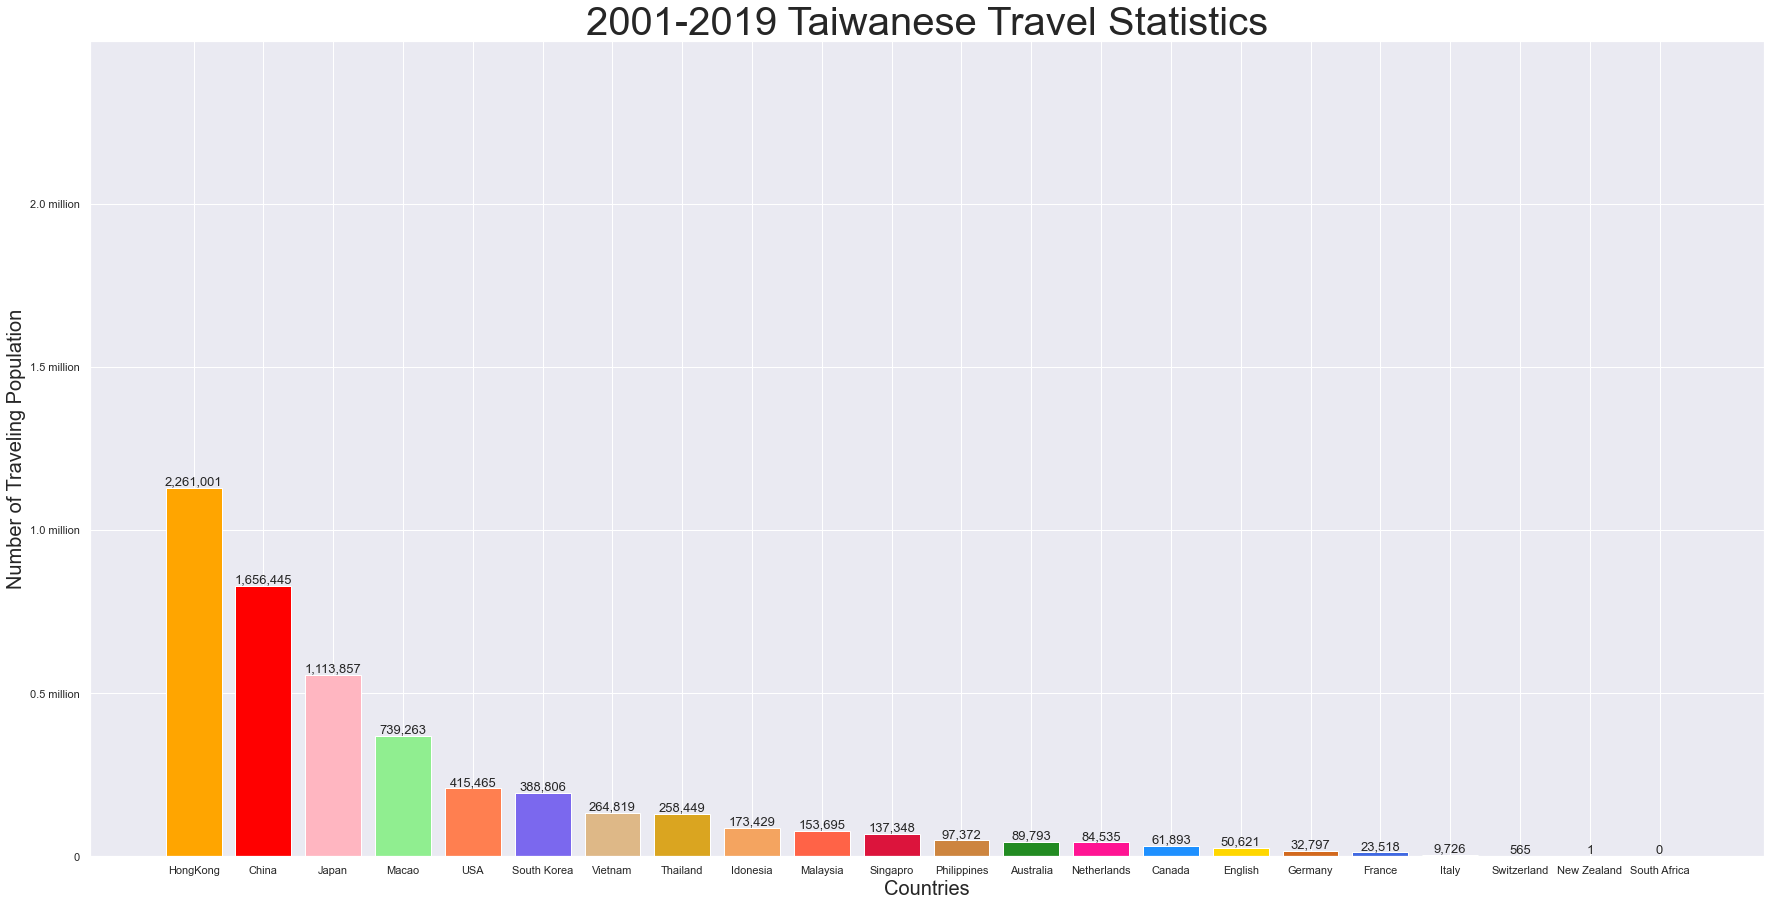 2001-2019 Taiwanese Travel Statistics
Number of Traveling Population
2.0 million
1.5 million
1.0 million
0.5 million
0
2,261,001
1,656,445
1,113,857
739,263
415,465
388,806
264,819
258,449
173,429
153,695
137,348
97,372
89,793
84,535
61,893
50,621
32,797
23,518
9,726
565
1
0
HongKong
China
Japan
Macao
USA
South Korea
Vietnam
Thailand
Idonesia
Malaysia
Singapro
Philippines
Australia
Netherlands
Canada
English
Germany
France
Italy
Switzerland
New Zealand
South Africa
Countries